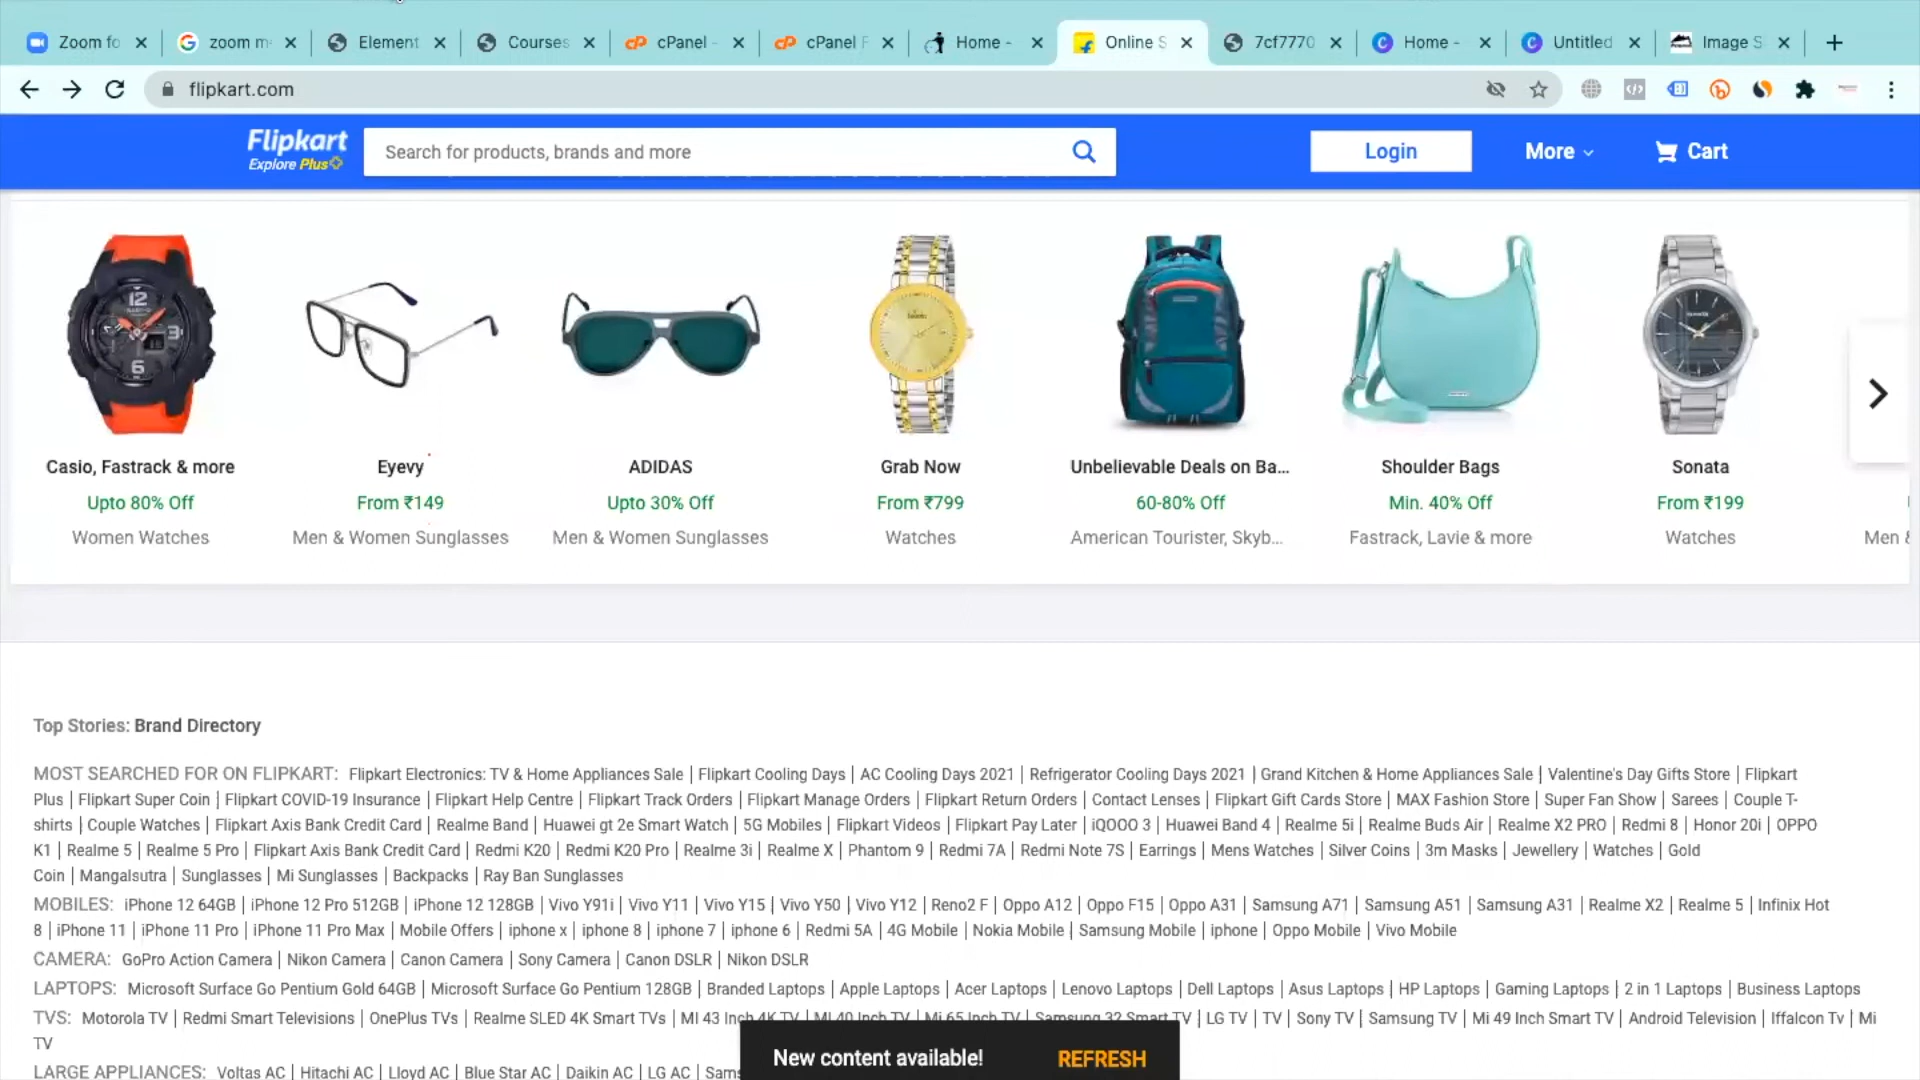 Zoom fo
zoom m
Element
Courses
cPanel -
cPanel F
Home -
Online S
7cf7770
Home -
Untitled
Image S
flipkart.com
Flipkart
Explore Plus
Search for products, brands and more
Login
More
Cart
Casio, Fastrack & more
Upto 80% Off
Women Watches
Eyevy
From ₹149
Men & Women Sunglasses
ADIDAS
Upto 30% Off
Men & Women Sunglasses
Grab Now
From ₹799
Watches
Unbelievable Deals on Ba...
60-80% Off
American Tourister, Skyb...
Shoulder Bags
Min. 40% Off
Fastrack, Lavie & more
Sonata
From ₹199
Watches
Men &
Top Stories: Brand Directory
MOST SEARCHED FOR ON FLIPKART: Flipkart Electronics: TV & Home Appliances Sale | Flipkart Cooling Days | AC Cooling Days 2021 | Refrigerator Cooling Days 2021 | Grand Kitchen & Home Appliances Sale | Valentine's Day Gifts Store | Flipkart
Plus | Flipkart Super Coin | Flipkart COVID-19 Insurance | Flipkart Help Centre | Flipkart Track Orders | Flipkart Manage Orders | Flipkart Return Orders | Contact Lenses | Flipkart Gift Cards Store | MAX Fashion Store | Super Fan Show | Sarees | Couple T-
shirts | Couple Watches | Flipkart Axis Bank Credit Card | Realme Band | Huawei gt 2e Smart Watch | 5G Mobiles | Flipkart Videos | Flipkart Pay Later | iQOOO 3 | Huawei Band 4 | Realme 5i | Realme Buds Air | Realme X2 PRO | Redmi 8 | Honor 20i | OPPO
K1 | Realme 5 | Realme 5 Pro | Flipkart Axis Bank Credit Card | Redmi K20 | Redmi K20 Pro | Realme 3i | Realme X | Phantom 9 | Redmi 7A | Redmi Note 7S | Earrings | Mens Watches | Silver Coins | 3m Masks | Jewellery | Watches | Gold
Coin | Mangalsutra | Sunglasses | Mi Sunglasses | Backpacks | Ray Ban Sunglasses
MOBILES: iPhone 12 64GB | iPhone 12 Pro 512GB | iPhone 12 128GB | Vivo Y91i | Vivo Y11 | Vivo Y15 | Vivo Y50 | Vivo Y12 | Reno2 F | Oppo A12 | Oppo F15 | Oppo A31 | Samsung A71 | Samsung A51 | Samsung A31 | Realme X2 | Realme 5 | Infinix Hot
8 | iPhone 11 | iPhone 11 Pro | iPhone 11 Pro Max | Mobile Offers | iphone x | iphone 8 | iphone 7 | iphone 6 | Redmi 5A | 4G Mobile | Nokia Mobile | Samsung Mobile | iphone | Oppo Mobile | Vivo Mobile
CAMERA: GoPro Action Camera | Nikon Camera | Canon Camera | Sony Camera | Canon DSLR | Nikon DSLR
LAPTOPS: Microsoft Surface Go Pentium Gold 64GB | Microsoft Surface Go Pentium 128GB | Branded Laptops | Apple Laptops | Acer Laptops | Lenovo Laptops | Dell Laptops | Asus Laptops | HP Laptops | Gaming Laptops | 2 in 1 Laptops | Business Laptops
TVS: Motorola TV | Redmi Smart Televisions | OnePlus TVs | Realme SLED 4K Smart TVs | MI 43 Inch 4K TV | MI 40 Inch TV | Mi 65 Inch TV | Samsung 32 Smart TV | LG TV | TV | Sony TV | Samsung TV | Mi 49 Inch Smart TV | Android Television | Iffalcon Tv | Mi
TV
LARGE APPLIANCES: Voltas AC | Hitachi AC | Lloyd AC | Blue Star AC | Daikin AC | LG AC | Sams
New content available!
REFRESH